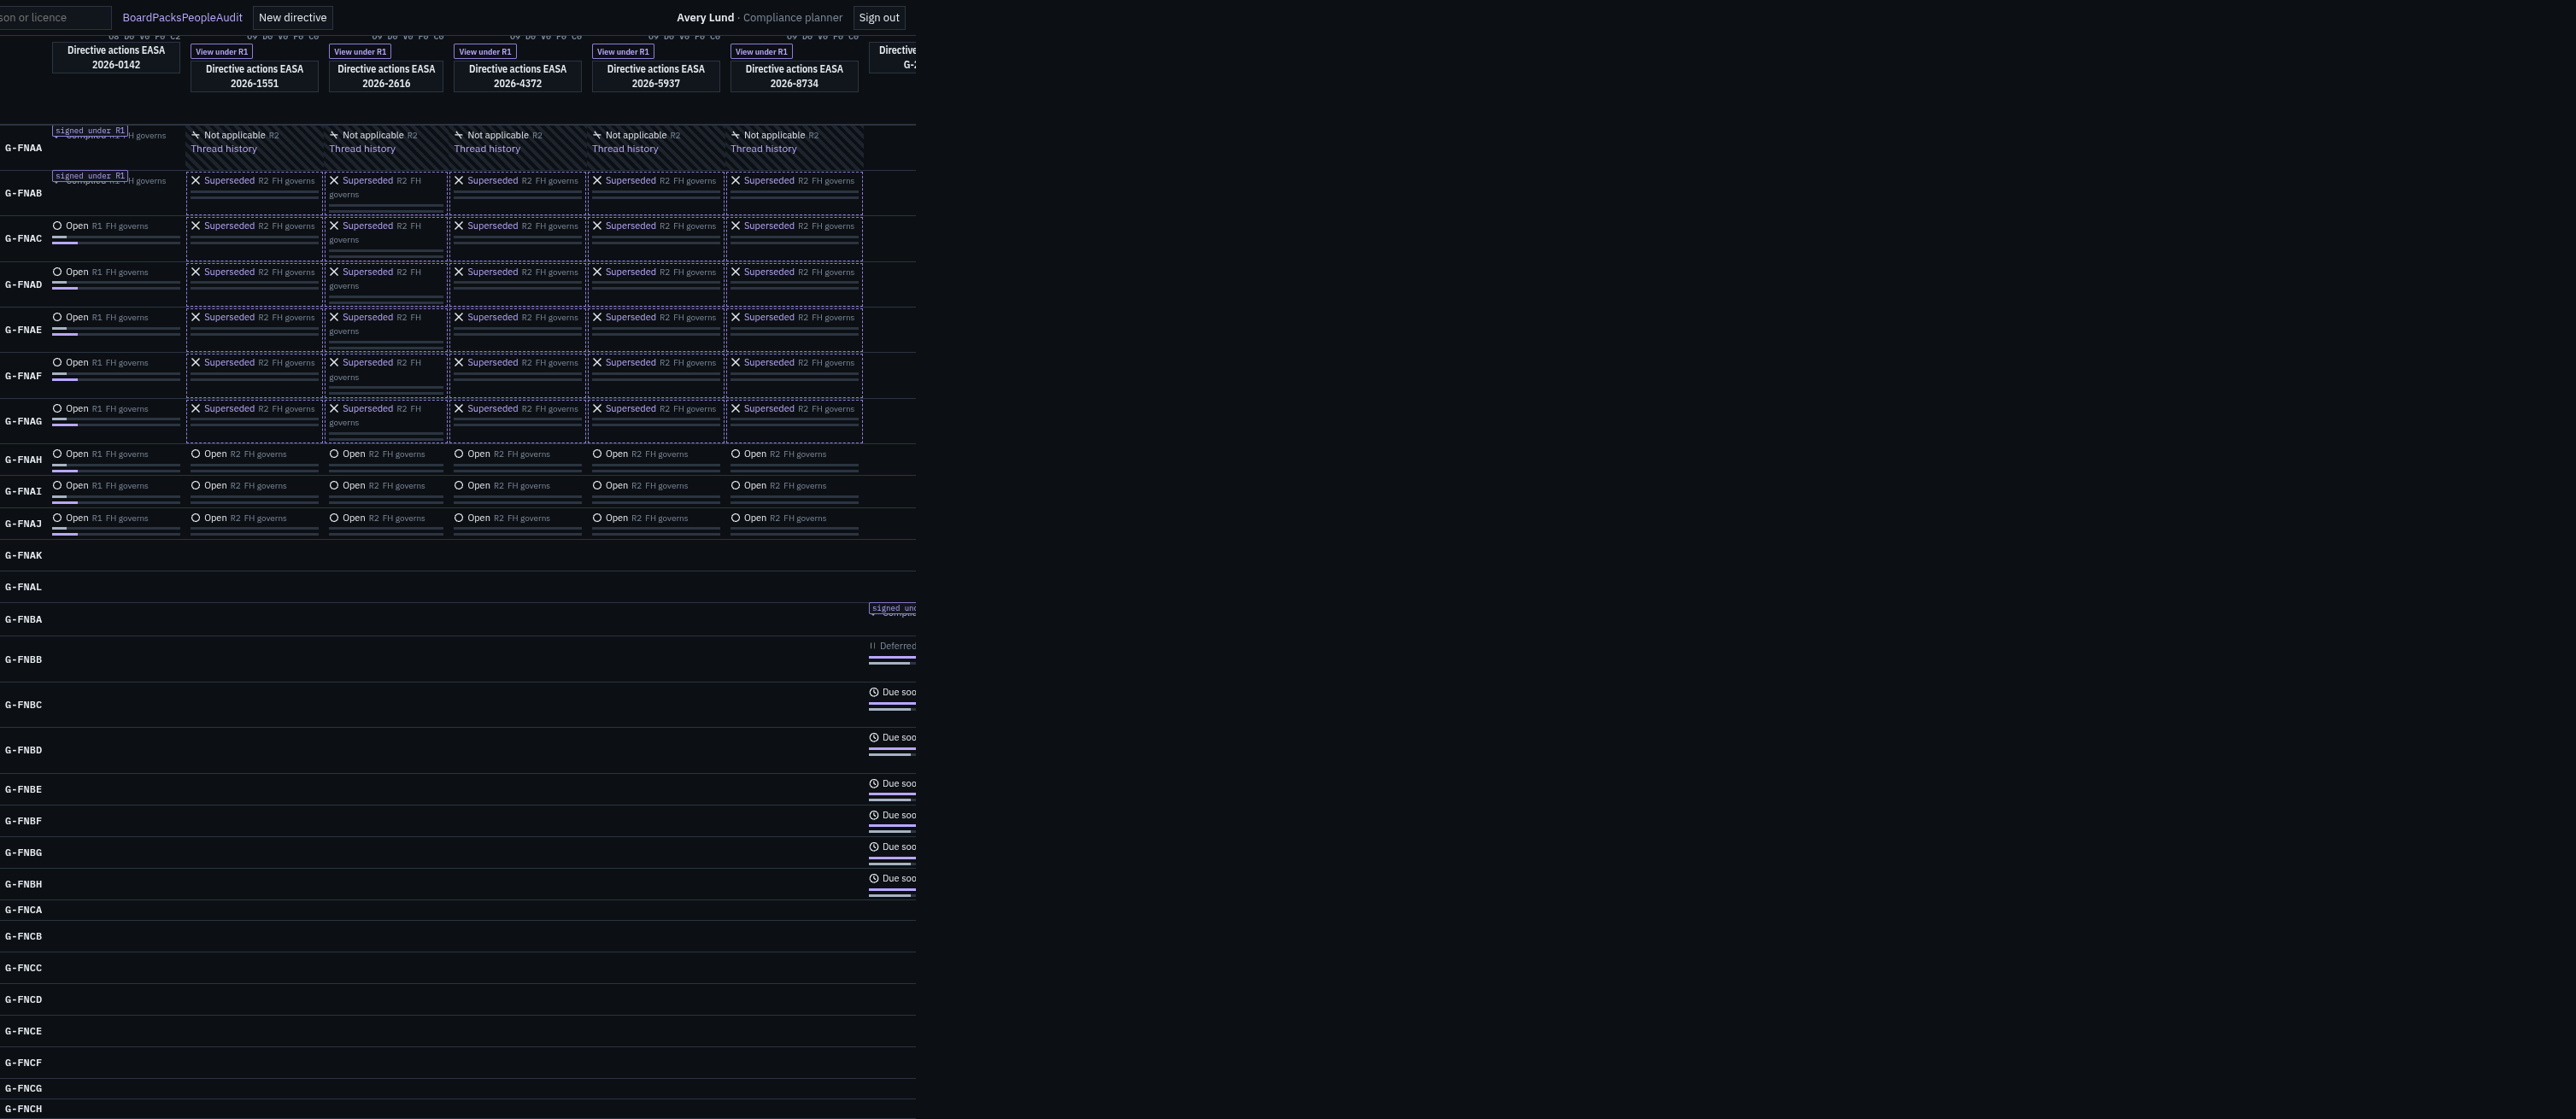 son or licence BoardPacksPeopleAudit New directive Avery Lund · Compliance planner Sign out
View under R1 View under R1 View under R1 View under R1 View under R1
Directive actions EASA Directive
2026-0142 G-
Directive actions EASA Directive actions EASA Directive actions EASA Directive actions EASA Directive actions EASA
2026-1551 2026-2616 2026-4372 2026-5937 2026-8734
signed under R1 H governs Not applicable R2 Not applicable R2 Not applicable R2 Not applicable R2 Not applicable R2
G-FNAA Thread history Thread history Thread history Thread history Thread history
signed under R1 H governs Superseded R2 FH governs Superseded R2 FH governs Superseded R2 FH governs Superseded R2 FH governs Superseded R2 FH governs
G-FNAB
G-FNAC Open R1 FH governs Superseded R2 FH governs Superseded R2 FH governs Superseded R2 FH governs Superseded R2 FH governs Superseded R2 FH governs
G-FNAD Open R1 FH governs Superseded R2 FH governs Superseded R2 FH governs Superseded R2 FH governs Superseded R2 FH governs Superseded R2 FH governs
G-FNAE Open R1 FH governs Superseded R2 FH governs Superseded R2 FH governs Superseded R2 FH governs Superseded R2 FH governs Superseded R2 FH governs
G-FNAF Open R1 FH governs Superseded R2 FH governs Superseded R2 FH governs Superseded R2 FH governs Superseded R2 FH governs Superseded R2 FH governs
G-FNAG Open R1 FH governs Superseded R2 FH governs Superseded R2 FH governs Superseded R2 FH governs Superseded R2 FH governs Superseded R2 FH governs
G-FNAH Open R1 FH governs Open R2 FH governs Open R2 FH governs Open R2 FH governs Open R2 FH governs Open R2 FH governs
G-FNAI Open R1 FH governs Open R2 FH governs Open R2 FH governs Open R2 FH governs Open R2 FH governs Open R2 FH governs
G-FNAJ Open R1 FH governs Open R2 FH governs Open R2 FH governs Open R2 FH governs Open R2 FH governs Open R2 FH governs
G-FNAK
G-FNAL
G-FNBA signed und
G-FNBB Deferred
G-FNBC Due soo
G-FNBD Due soo
G-FNBE Due soo
G-FNBF Due soo
G-FNBG Due soo
G-FNBH Due soo
G-FNCA
G-FNCB
G-FNCC
G-FNCD
G-FNCE
G-FNCF
G-FNCG
G-FNCH